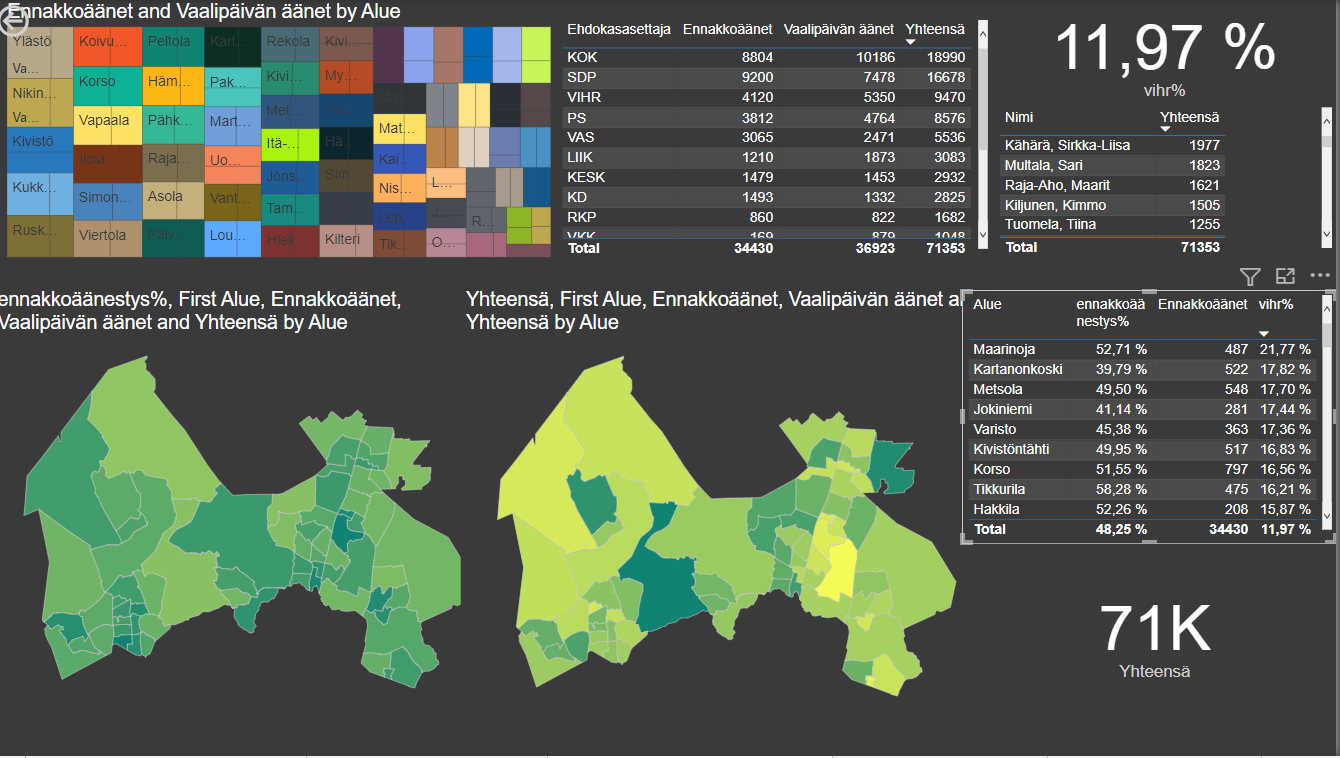 Ennakkoäänet and Vaalipäivän äänet by Alue
Ylästö
Koivu…
Peltola
Kart…
Rekola
Kivi…
Va…
Korso
Häm…
Pak…
Kivi…
My…
Nikin…
Va…
Vapaala
Pähk…
Mart…
Met…
Mat…
Kivistö
Ilola
Raja…
Uo…
Itä-…
Hä…
Kai…
Kukk…
Simon…
Asola
Vant…
Jons…
Sim…
Nis…
L…
Rusk…
Viertola
Päiv…
Lou…
Tam…
Hiek…
Kilteri
Lep…
Tik…
J…
O…
R…
Ehdokasasettaja Ennakkoäänet Vaalipäivän äänet Yhteensä
KOK 8804 10186 18990
SDP 9200 7478 16678
VIHR 4120 5350 9470
PS 3812 4764 8576
VAS 3065 2471 5536
LIIK 1210 1873 3083
KESK 1479 1453 2932
KD 1493 1332 2825
RKP 860 822 1682
VKK 169 879 1048
Total 34430 36923 71353
11,97 %
vihr%
Nimi Yhteensä
Kähärä, Sirkka-Liisa 1977
Multala, Sari 1823
Raja-Aho, Maarit 1621
Kiljunen, Kimmo 1505
Tuomela, Tiina 1255
Total 71353
ennakkoäänestys%, First Alue, Ennakkoäänet,
Vaalipäivän äänet and Yhteensä by Alue
Yhteensä, First Alue, Ennakkoäänet, Vaalipäivän äänet a
Yhteensä by Alue
Alue ennakkoää Ennakkoäänet vihr%
nestys%
Maarinoja 52,71 % 487 21,77 %
Kartanonkoski 39,79 % 522 17,82 %
Metsola 49,50 % 548 17,70 %
Jokiniemi 41,14 % 281 17,44 %
Varisto 45,38 % 363 17,36 %
Kivistöntähti 49,95 % 517 16,83 %
Korso 51,55 % 797 16,56 %
Tikkurila 58,28 % 475 16,21 %
Hakkila 52,26 % 208 15,87 %
Total 48,25 % 34430 11,97 %
71K
Yhteensä